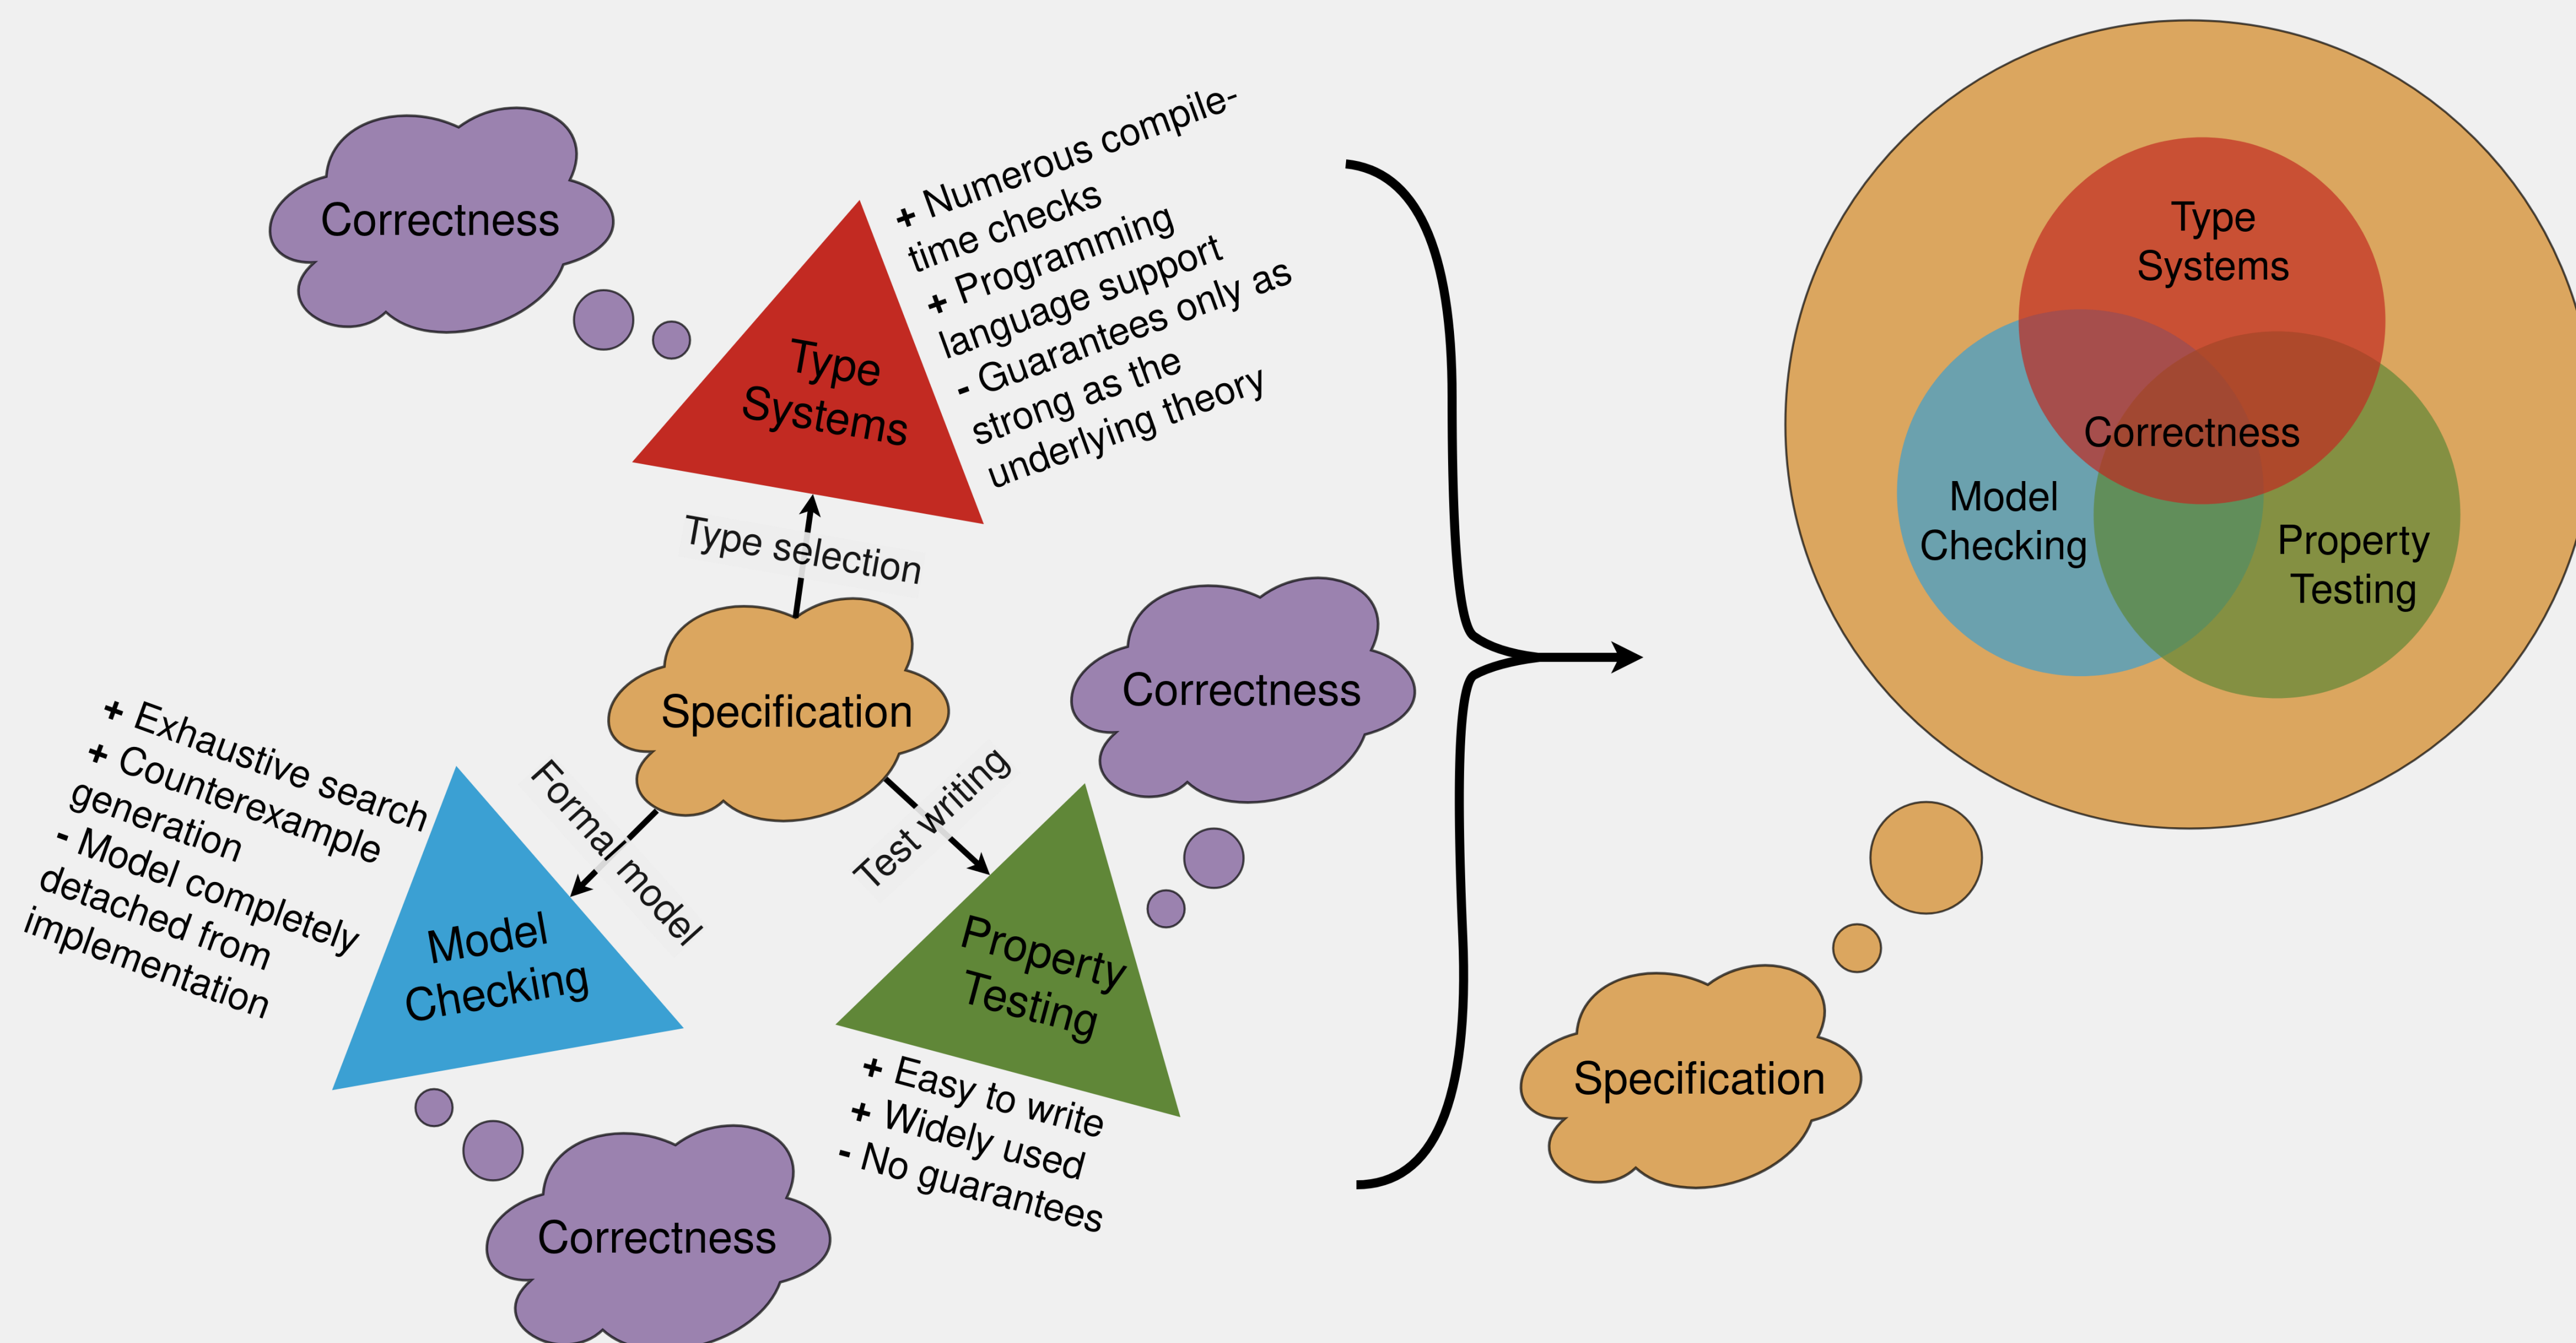 Correctness
Type
Systems
+ Numerous compile-
time checks
+ Programming
language support
- Guarantees only as
strong as the
underlying theory
Type selection
Specification
Formal model
Test writing
+ Exhaustive search
+ Counterexample
generation
- Model completely
detached from
implementation
Model
Checking
Correctness
Correctness
Property
Testing
+ Easy to write
+ Widely used
- No guarantees
Type
Systems
Correctness
Model
Checking
Property
Testing
Specification